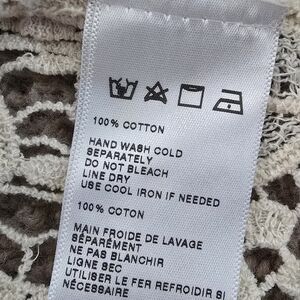 100% COTTON
HAND WASH COLD
SEPARATELY
DO NOT BLEACH
LINE DRY
USE COOL IRON IF NEEDED
100% COTON
MAIN FROIDE DE LAVAGE
SÉPARÉMENT
NE PAS BLANCHIR
LIGNE SEC
UTILISER LE FER REFROIDIR SI
NÉCESSAIRE